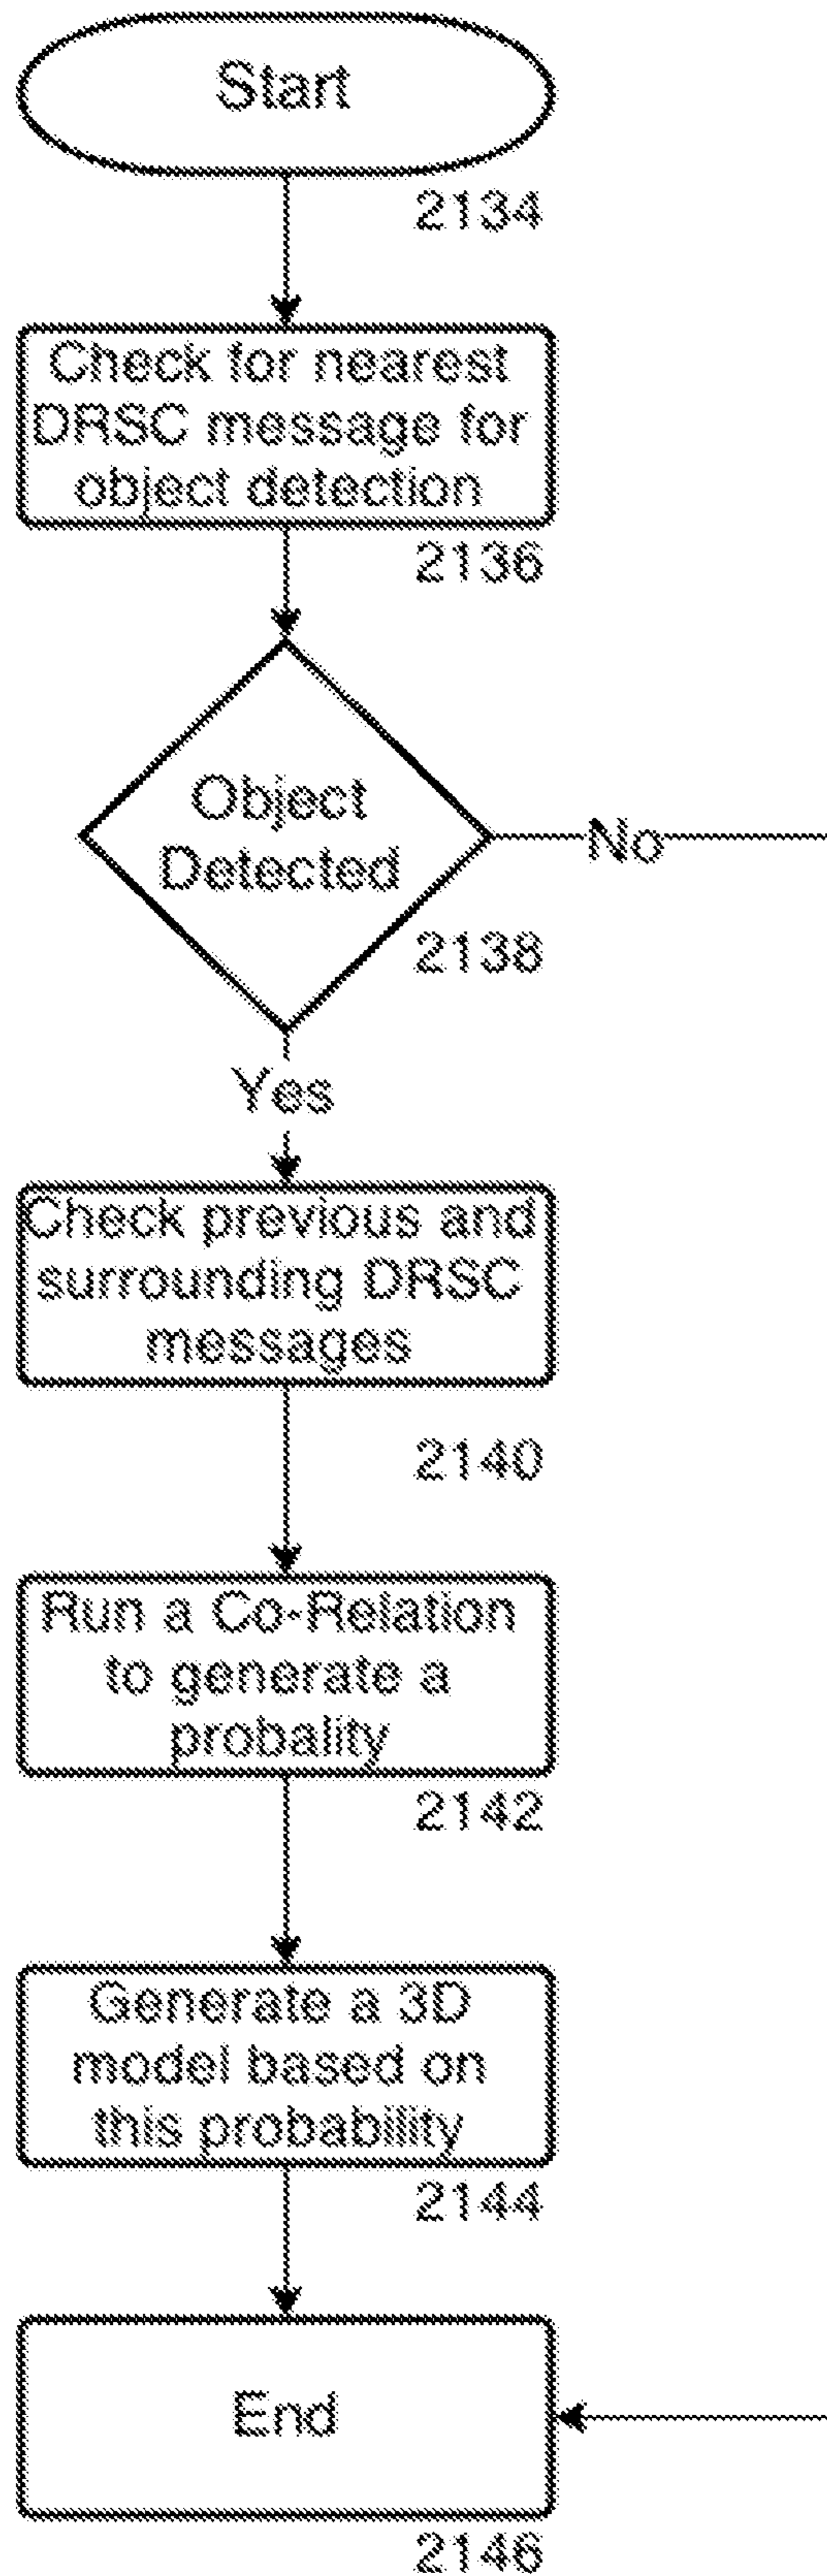 Start
2134
Check for nearest
DRSC message for
object detection
2136
Object
Detected
No
2138
Yes
Check previous and
surrounding DRSC
messages
2140
Run a Co-Relation
to generate a
probality
2142
Generate a 3D
model based on
this probability
2144
End
2146